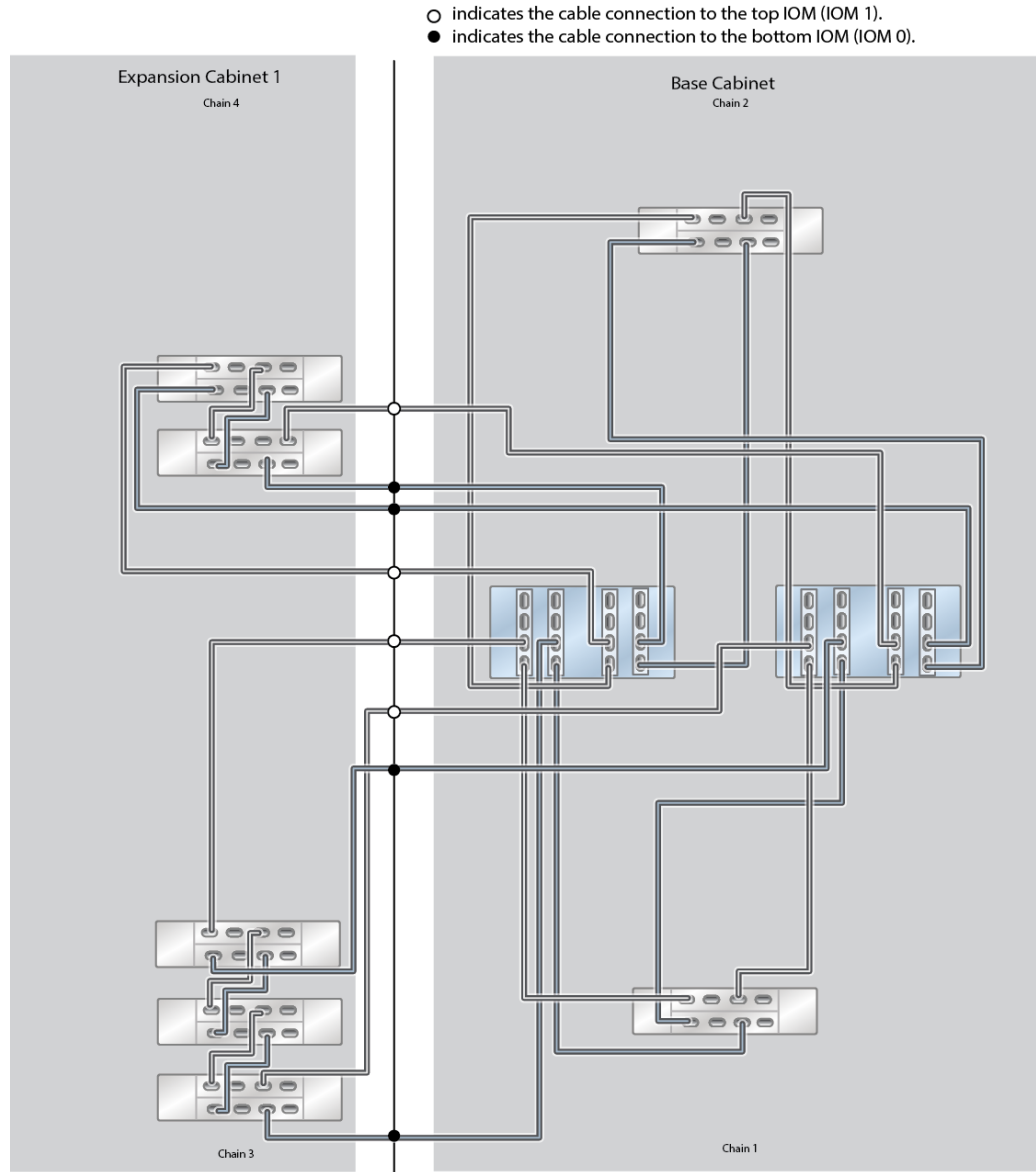 indicates the cable connection to the top IOM (IOM 1).
indicates the cable connection to the bottom IOM (IOM 0).
Expansion Cabinet 1
Chain 4
Base Cabinet
Chain 2
Chain 3
Chain 1